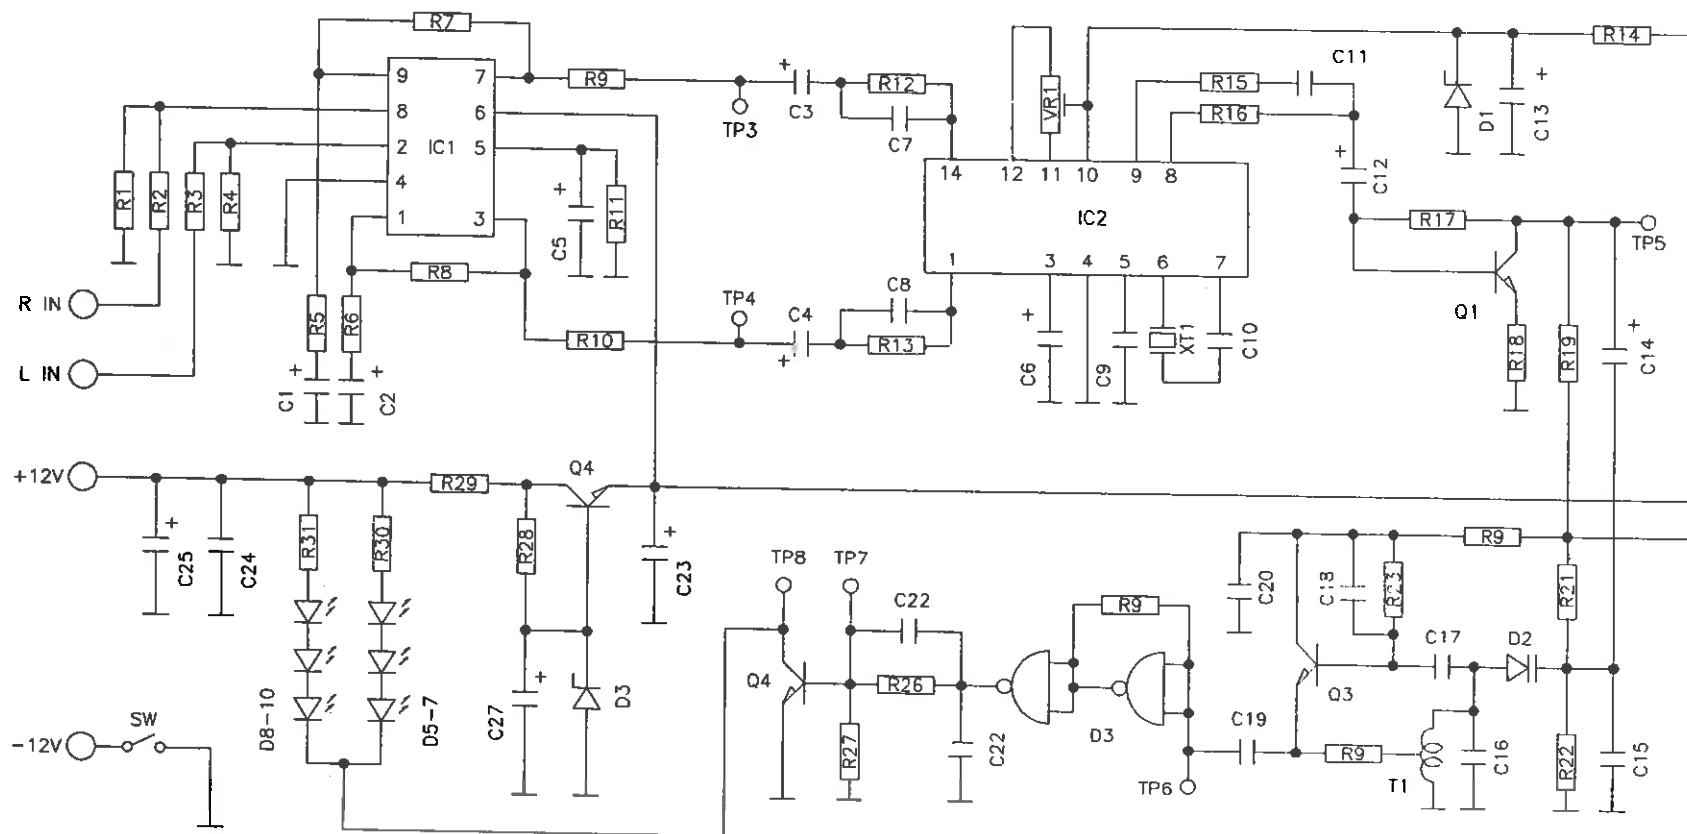 R7
R14
C11
9 7
R9
R12
R15
+
C3
VR1
8 6
TP3
C7
R16
D1
+
C13
2 IC1 5
R1
R2
R3
R4
4
+
C5
R11
14 12 11 10 9 8
+
C12
1 3
IC2
R17
TP5
R8
1 3 4 5 6 7
R IN
R5
R6
TP4
C4
+
C8
R13
R10
+
C6
C9
XT1
C10
Q1
R18
R19
+
C14
L IN
+
C1
+
C2
+12V
R29
Q4
+
C25
C24
R31
R30
R28
+
C23
TP8
TP7
C22
R9
C20
C18
R23
R9
R21
C17
D2
Q4
R26
Q3
D8-10
D5-7
+
C27
D3
-12V
SW
R27
C22
D3
C19
R9
T1
C16
R22
C15
TP6